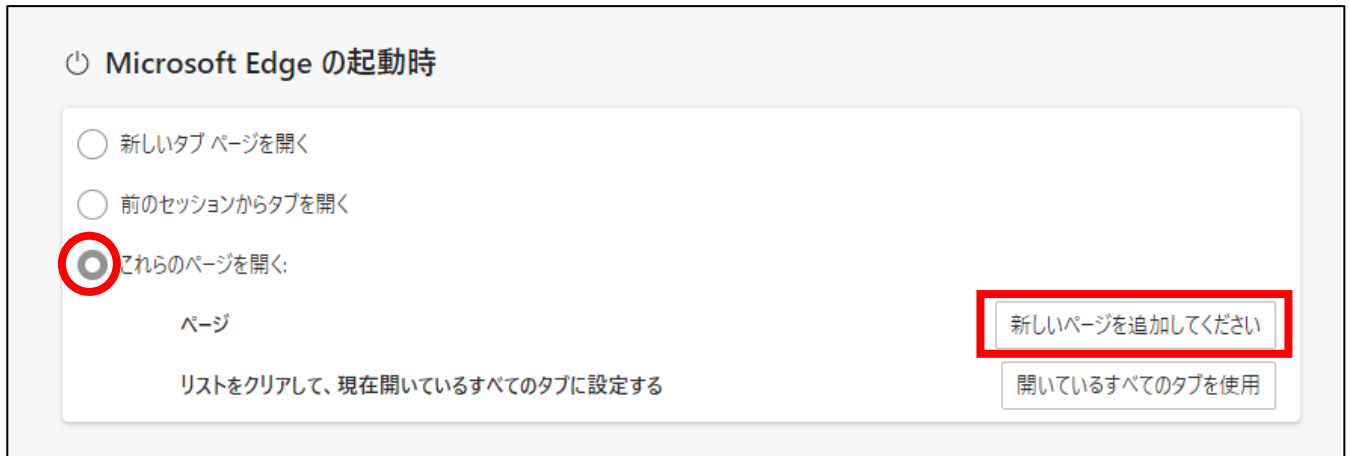 Microsoft Edge の起動時
新しいタブ ページを開く
前のセッションからタブを開く
これらのページを開く:
ページ
新しいページを追加してください
リストをクリアして、現在開いているすべてのタブに設定する
開いているすべてのタブを使用